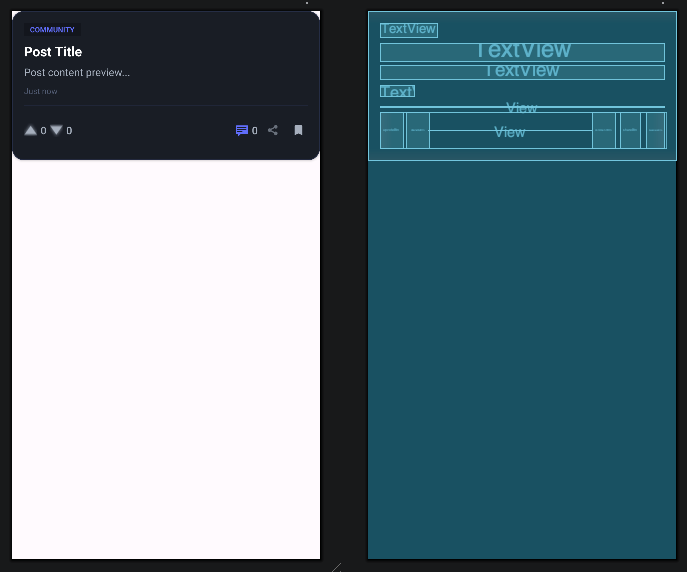 COMMUNITY
Post Title
Post content preview...
Just now
0 0 0
TextView
TextView
TextView
Text
View
View